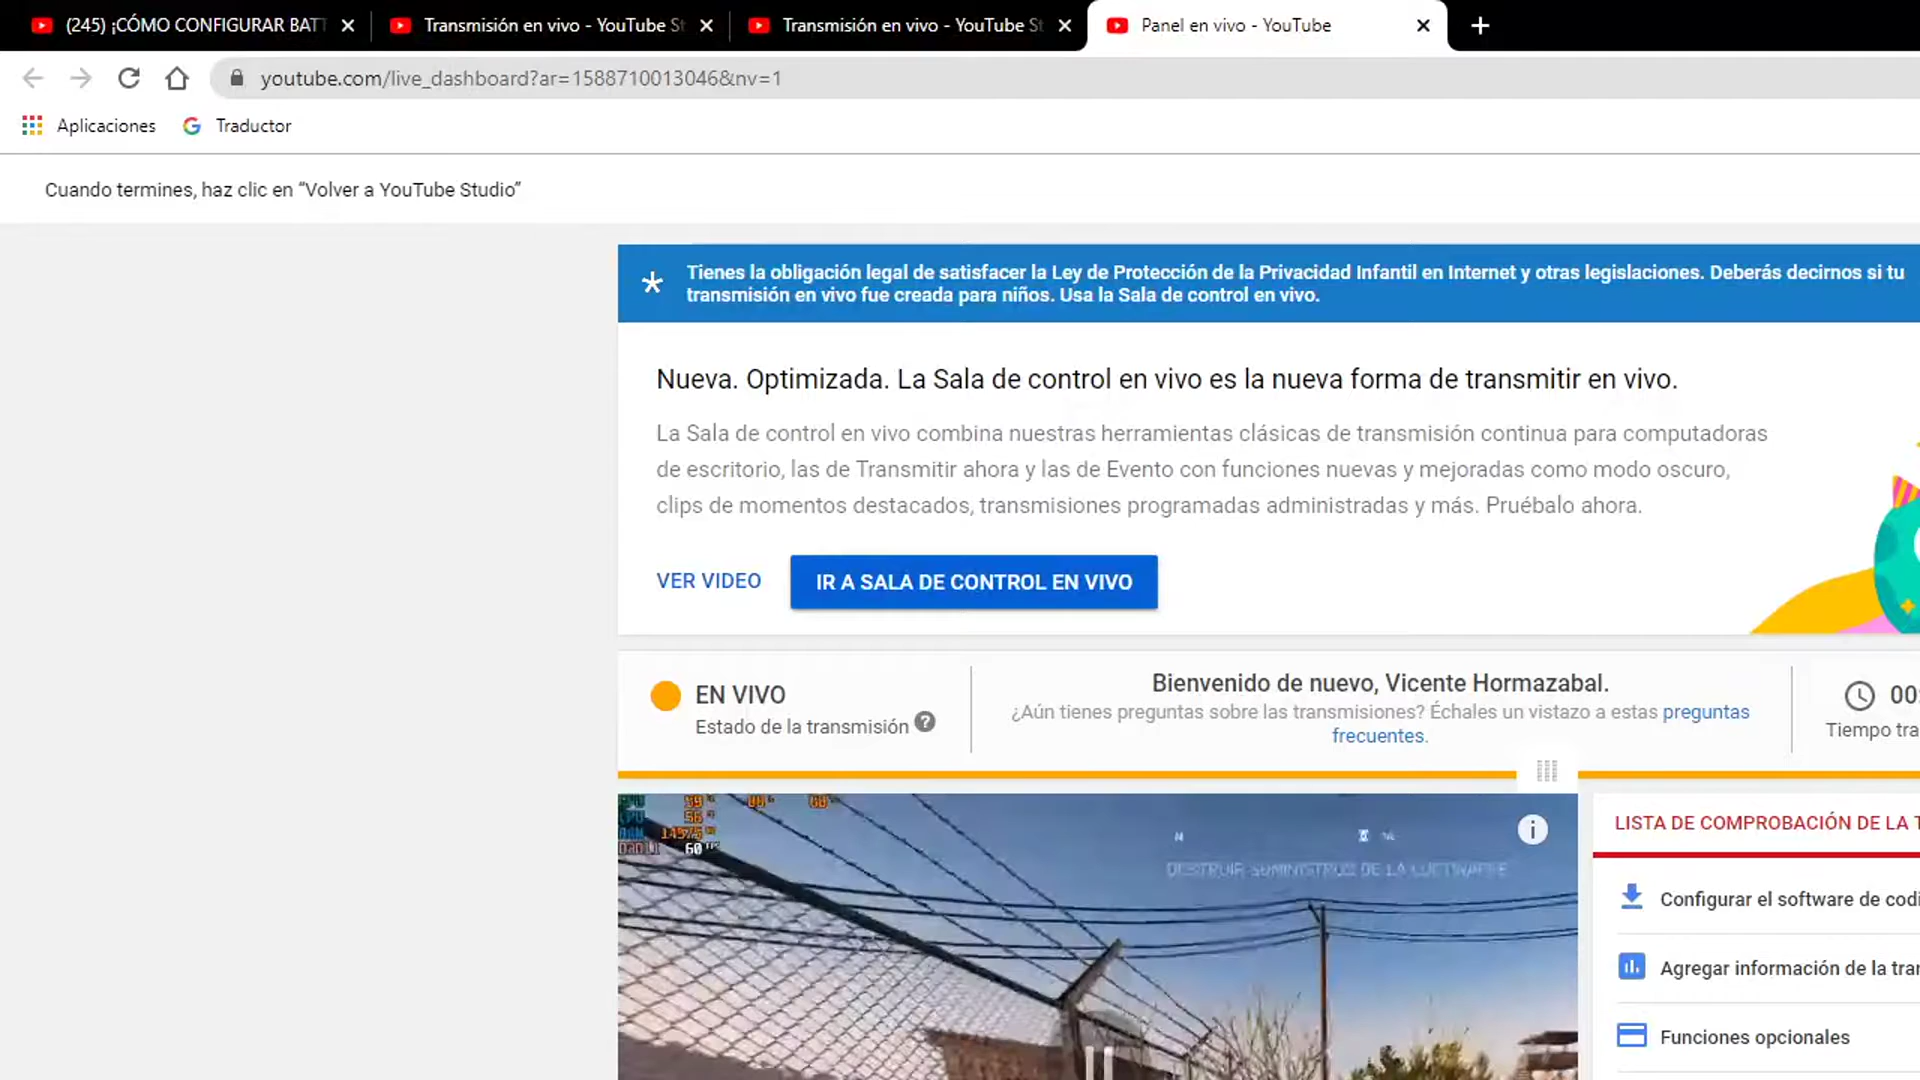 (245) ¡CÓMO CONFIGURAR BATT
Transmisión en vivo - YouTube St
Transmisión en vivo - YouTube St
Panel en vivo - YouTube
youtube.com/live_dashboard?ar=1588710013046&nv=1
Aplicaciones
Traductor
Cuando termines, haz clic en “Volver a YouTube Studio”
Tienes la obligación legal de satisfacer la Ley de Protección de la Privacidad Infantil en Internet y otras legislaciones. Deberás decirnos si tu
transmisión en vivo fue creada para niños. Usa la Sala de control en vivo.
Nueva. Optimizada. La Sala de control en vivo es la nueva forma de transmitir en vivo.
La Sala de control en vivo combina nuestras herramientas clásicas de transmisión continua para computadoras
de escritorio, las de Transmitir ahora y las de Evento con funciones nuevas y mejoradas como modo oscuro,
clips de momentos destacados, transmisiones programadas administradas y más. Pruébalo ahora.
VER VIDEO
IR A SALA DE CONTROL EN VIVO
EN VIVO
Estado de la transmisión
Bienvenido de nuevo, Vicente Hormazabal.
¿Aún tienes preguntas sobre las transmisiones? Échales un vistazo a estas preguntas
frecuentes.
00:
Tiempo tra
DESTRUIR SUMINISTROS DE LA LUFTWAFFE
LISTA DE COMPROBACIÓN DE LA T
Configurar el software de codi
Agregar información de la tran
Funciones opcionales